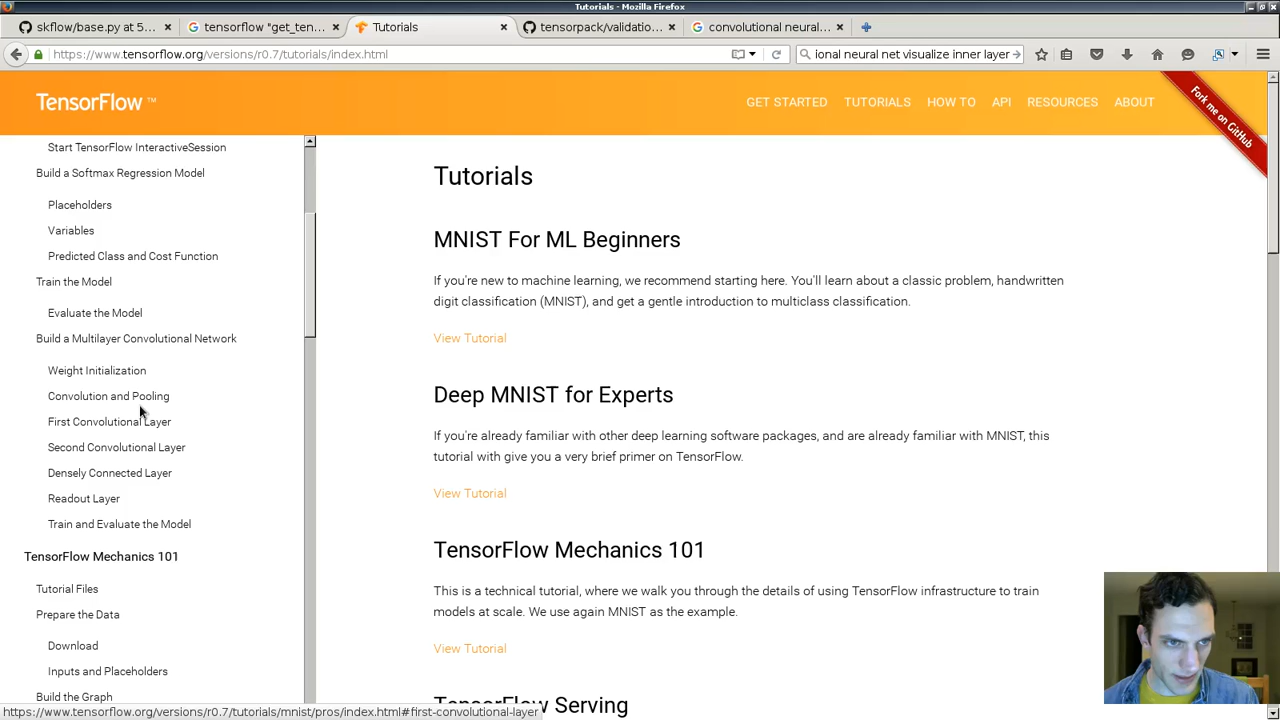 Tutorials - Mozilla Firefox
skflow/base.py at 5...
tensorflow "get_ten...
Tutorials
tensorpack/validatio...
convolutional neural...
https://www.tensorflow.org/versions/r0.7/tutorials/index.html
ional neural net visualize inner layer
TensorFlow ™
GET STARTED TUTORIALS HOW TO API RESOURCES ABOUT
Fork me on GitHub
Start TensorFlow InteractiveSession
Build a Softmax Regression Model
Placeholders
Variables
Predicted Class and Cost Function
Train the Model
Evaluate the Model
Build a Multilayer Convolutional Network
Weight Initialization
Convolution and Pooling
First Convolutional Layer
Second Convolutional Layer
Densely Connected Layer
Readout Layer
Train and Evaluate the Model
TensorFlow Mechanics 101
Tutorial Files
Prepare the Data
Download
Inputs and Placeholders
Build the Graph
Tutorials
MNIST For ML Beginners
If you're new to machine learning, we recommend starting here. You'll learn about a classic problem, handwritten
digit classification (MNIST), and get a gentle introduction to multiclass classification.
View Tutorial
Deep MNIST for Experts
If you're already familiar with other deep learning software packages, and are already familiar with MNIST, this
tutorial with give you a very brief primer on TensorFlow.
View Tutorial
TensorFlow Mechanics 101
This is a technical tutorial, where we walk you through the details of using TensorFlow infrastructure to train
models at scale. We use again MNIST as the example.
View Tutorial
TensorFlow Serving
https://www.tensorflow.org/versions/r0.7/tutorials/mnist/pros/index.html#first-convolutional-layer